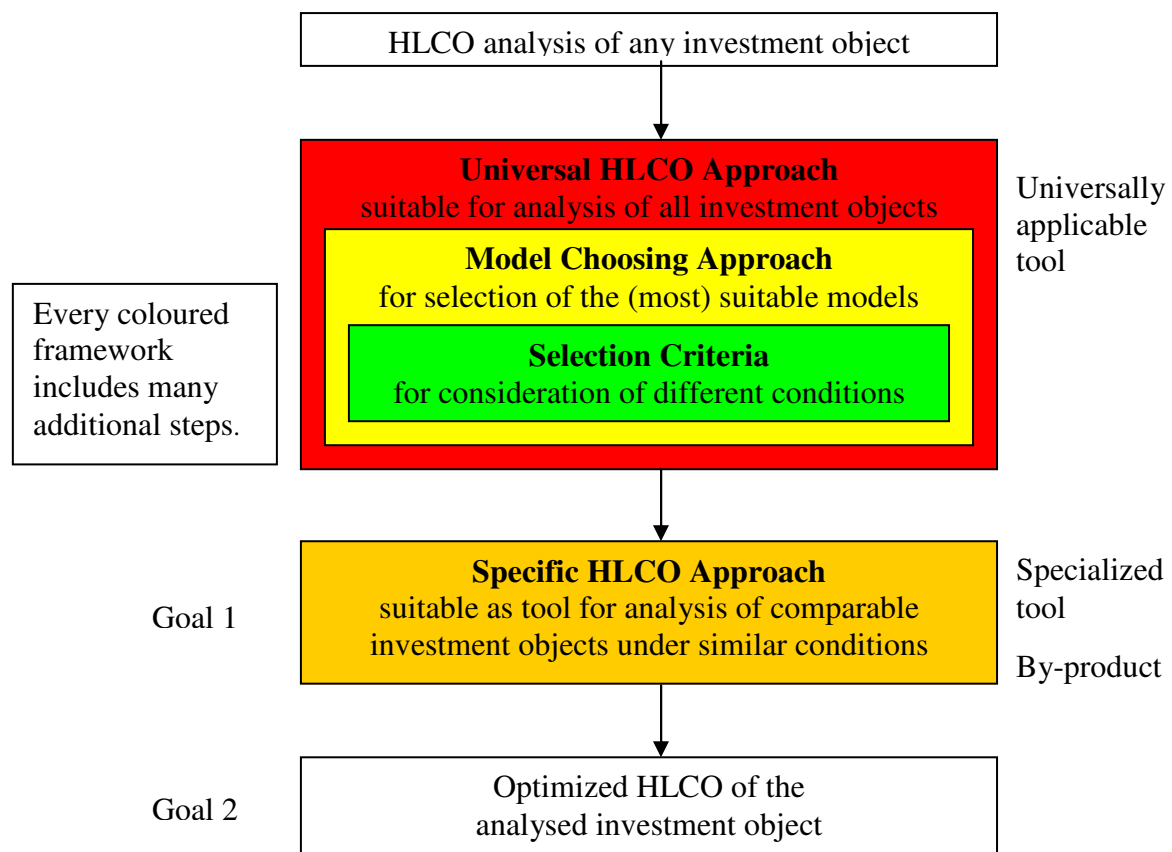 HLCO analysis of any investment object
Universal HLCO Approach
suitable for analysis of all investment objects
Universally
applicable
tool
Model Choosing Approach
for selection of the (most) suitable models
Every coloured
framework
includes many
additional steps.
Selection Criteria
for consideration of different conditions
Goal 1
Specific HLCO Approach
suitable as tool for analysis of comparable
investment objects under similar conditions
Specialized
tool
By-product
Goal 2
Optimized HLCO of the
analysed investment object